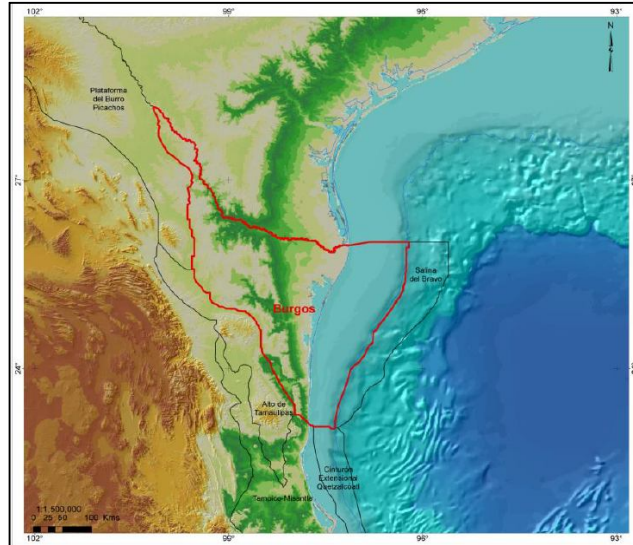 102° 99° 96° 93°
N
Plataforma
del Burro
Picachos
27°
Salina
del Bravo
Burgos
24°
Alto de
Tamaulipas
Cinturón
Extensional
Quetzalcóatl
Tampico-Misantla
1:1,500,000
0 25 50 100 Kms
102° 99° 96° 93°